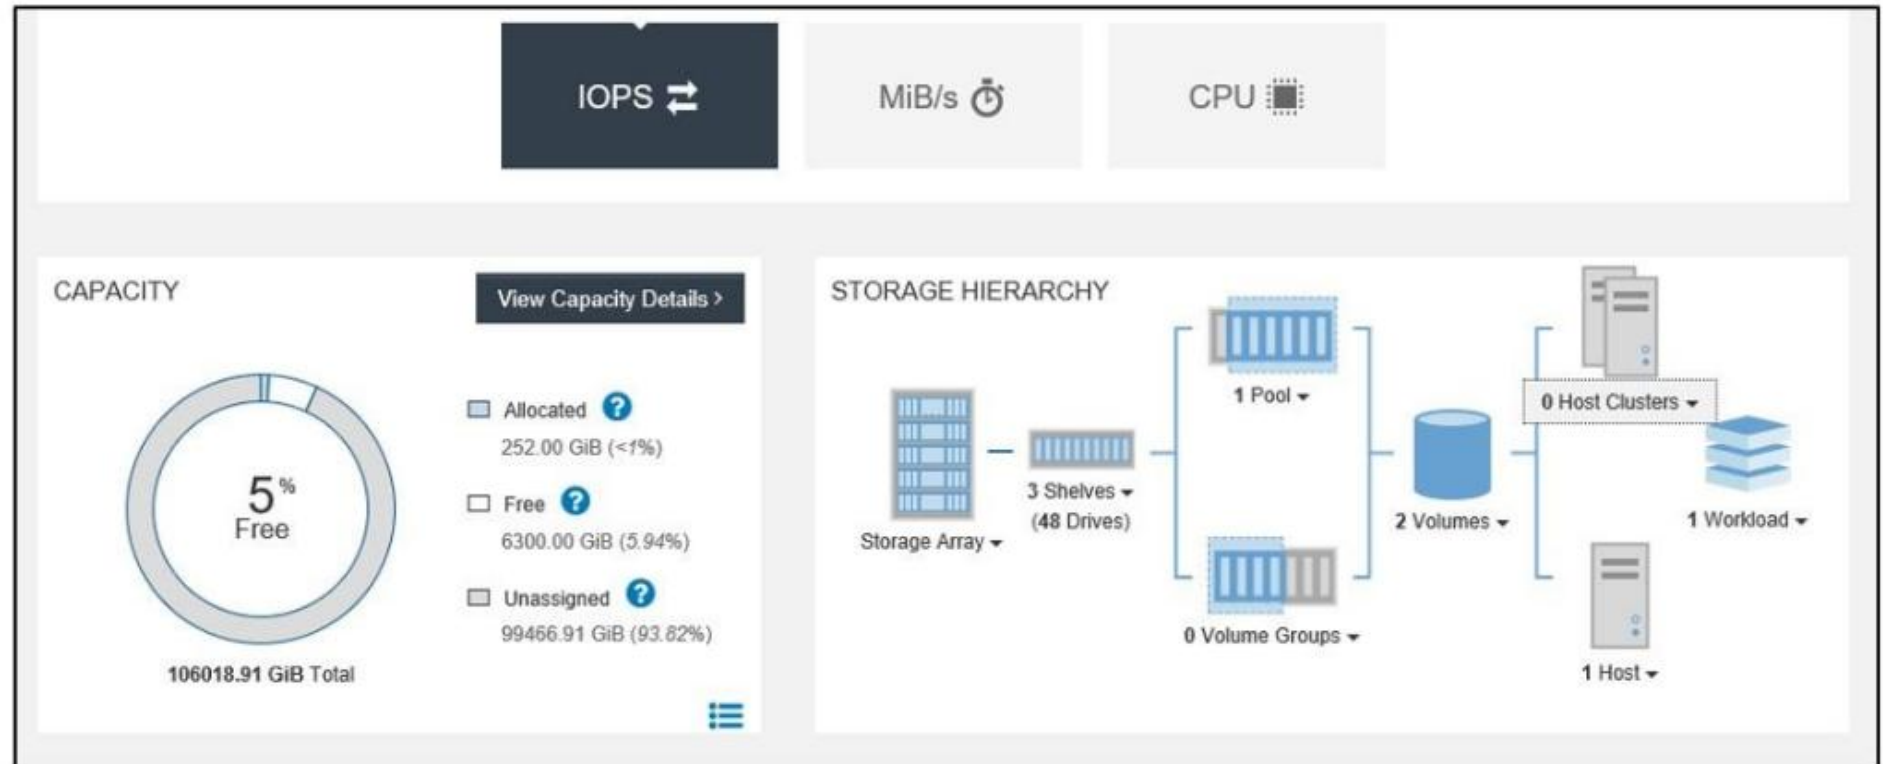 IOPS
MiB/s
CPU
CAPACITY
View Capacity Details >
5 %
Free
106018.91 GiB Total
Allocated ?
252.00 GiB (<1%)
Free ?
6300.00 GiB (5.94%)
Unassigned ?
99466.91 GiB (93.82%)
STORAGE HIERARCHY
Storage Array
3 Shelves
(48 Drives)
1 Pool
0 Volume Groups
2 Volumes
0 Host Clusters
1 Host
1 Workload